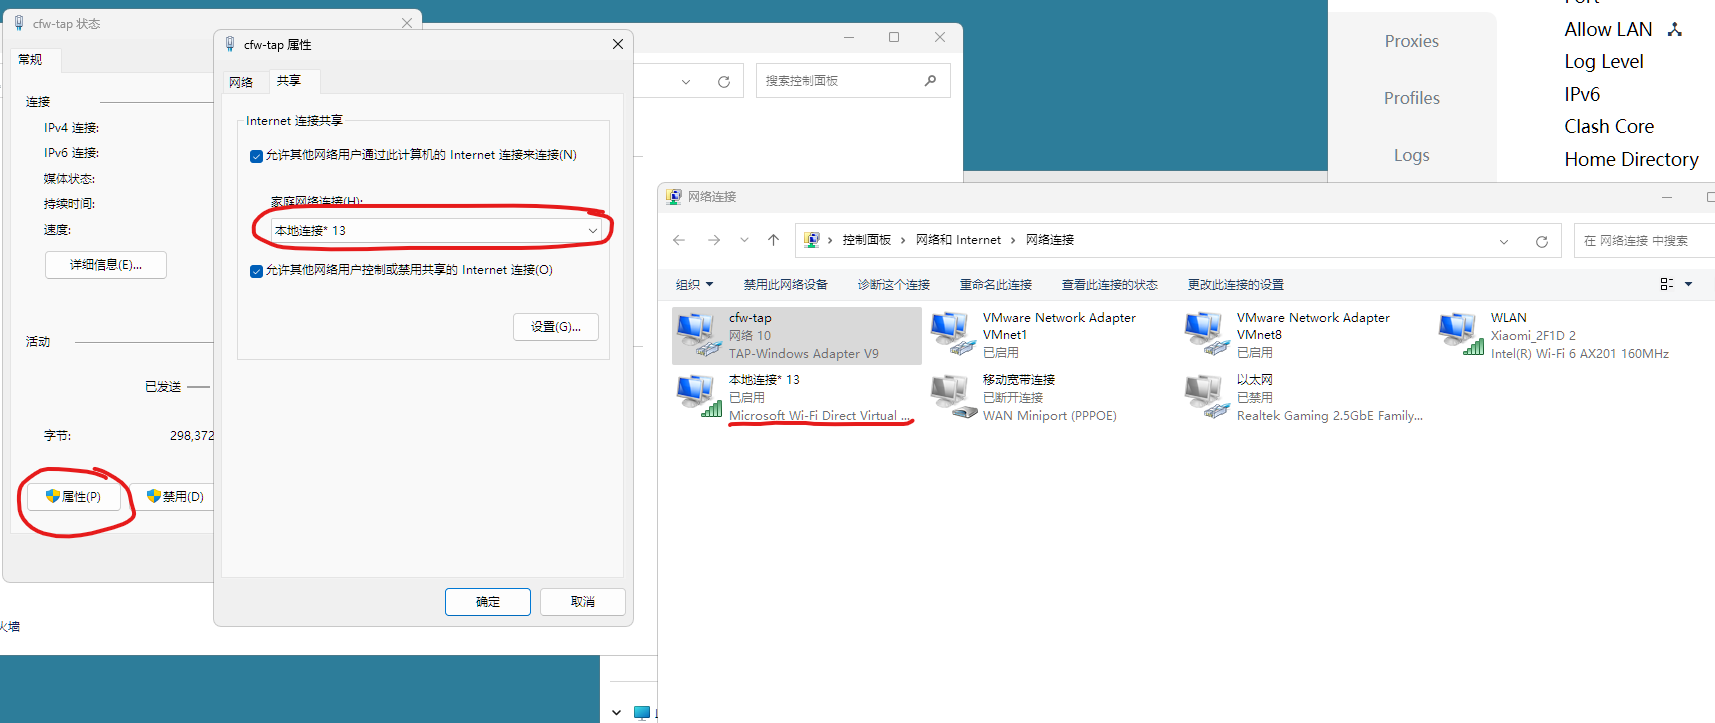 cfw-tap 状态
常规
连接
IPv4 连接:
IPv6 连接:
媒体状态:
持续时间:
速度:
详细信息(E)...
活动
已发送
字节:
298,372
属性(P)
禁用(D)
火墙
cfw-tap 属性
网络
共享
Internet 连接共享
允许其他网络用户通过此计算机的 Internet 连接来连接(N)
家庭网络连接(H):
本地连接* 13
允许其他网络用户控制或禁用共享的 Internet 连接(O)
设置(G)...
确定
取消
搜索控制面板
Proxies
Profiles
Logs
Port
Allow LAN
Log Level
IPv6
Clash Core
Home Directory
网络连接
控制面板 › 网络和 Internet › 网络连接
在 网络连接 中搜索
组织
禁用此网络设备
诊断这个连接
重命名此连接
查看此连接的状态
更改此连接的设置
cfw-tap
网络 10
TAP-Windows Adapter V9
VMware Network Adapter
VMnet1
已启用
VMware Network Adapter
VMnet8
已启用
WLAN
Xiaomi_2F1D 2
Intel(R) Wi-Fi 6 AX201 160MHz
本地连接* 13
已启用
Microsoft Wi-Fi Direct Virtual ...
移动宽带连接
已断开连接
WAN Miniport (PPPOE)
以太网
已禁用
Realtek Gaming 2.5GbE Family...